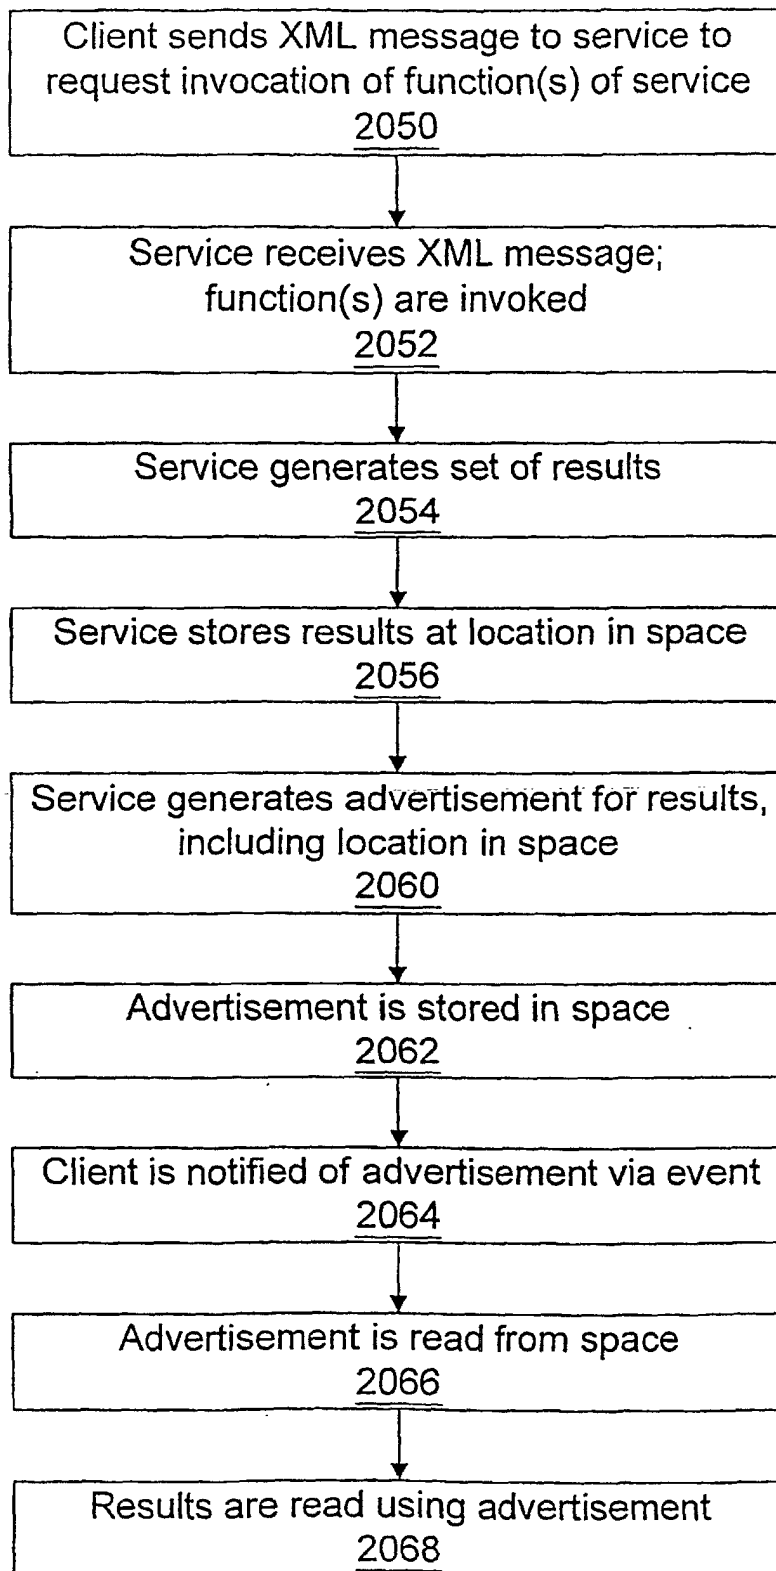 Client sends XML message to service to
request invocation of function(s) of service
2050
Service receives XML message;
function(s) are invoked
2052
Service generates set of results
2054
Service stores results at location in space
2056
Service generates advertisement for results,
including location in space
2060
Advertisement is stored in space
2062
Client is notified of advertisement via event
2064
Advertisement is read from space
2066
Results are read using advertisement
2068